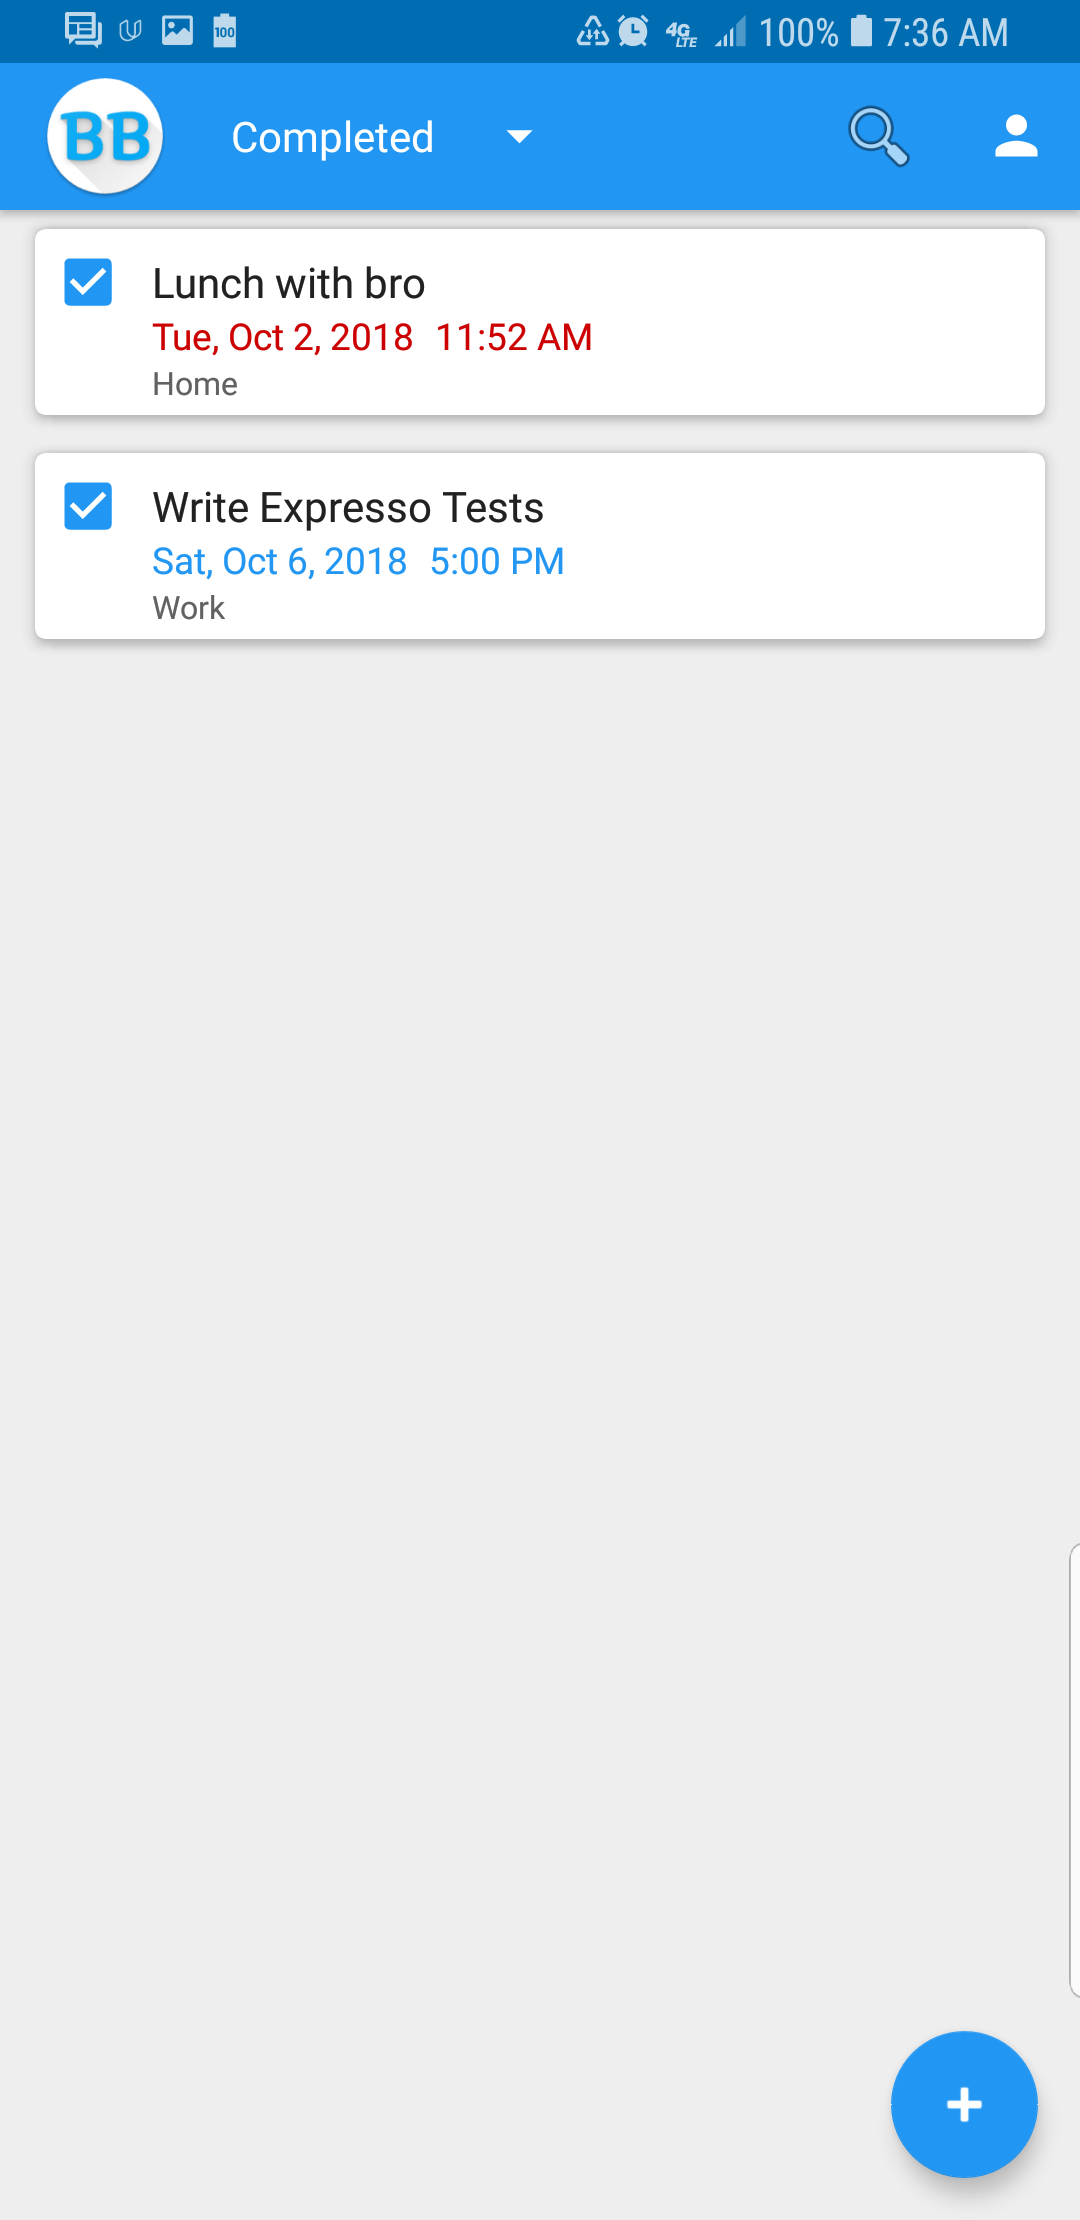 100 4G LTE 100% 7:36 AM
BB Completed
Lunch with bro
Tue, Oct 2, 2018 11:52 AM
Home
Write Expresso Tests
Sat, Oct 6, 2018 5:00 PM
Work